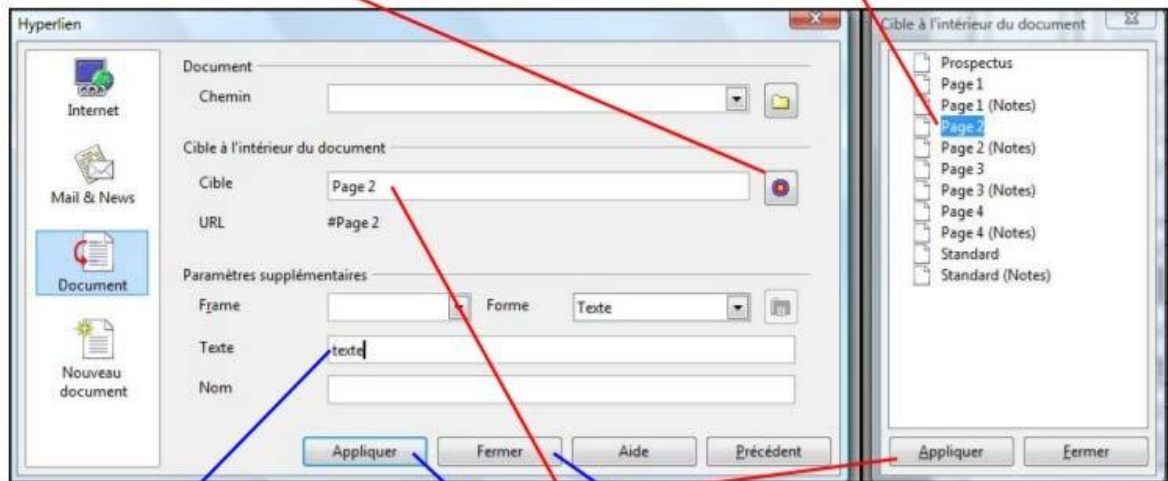 Hyperlien
Internet
Mail & News
Document
Nouveau
document
Document
Chemin
Cible à l'intérieur du document
Cible
Page 2
URL
#Page 2
Paramètres supplémentaires
Frame
Forme
Texte
Texte
texte
Nom
Appliquer
Fermer
Aide
Précédent
Cible à l'intérieur du document
Prospectus
Page 1
Page 1 (Notes)
Page 2
Page 2 (Notes)
Page 3
Page 3 (Notes)
Page 4
Page 4 (Notes)
Standard
Standard (Notes)
Appliquer
Fermer